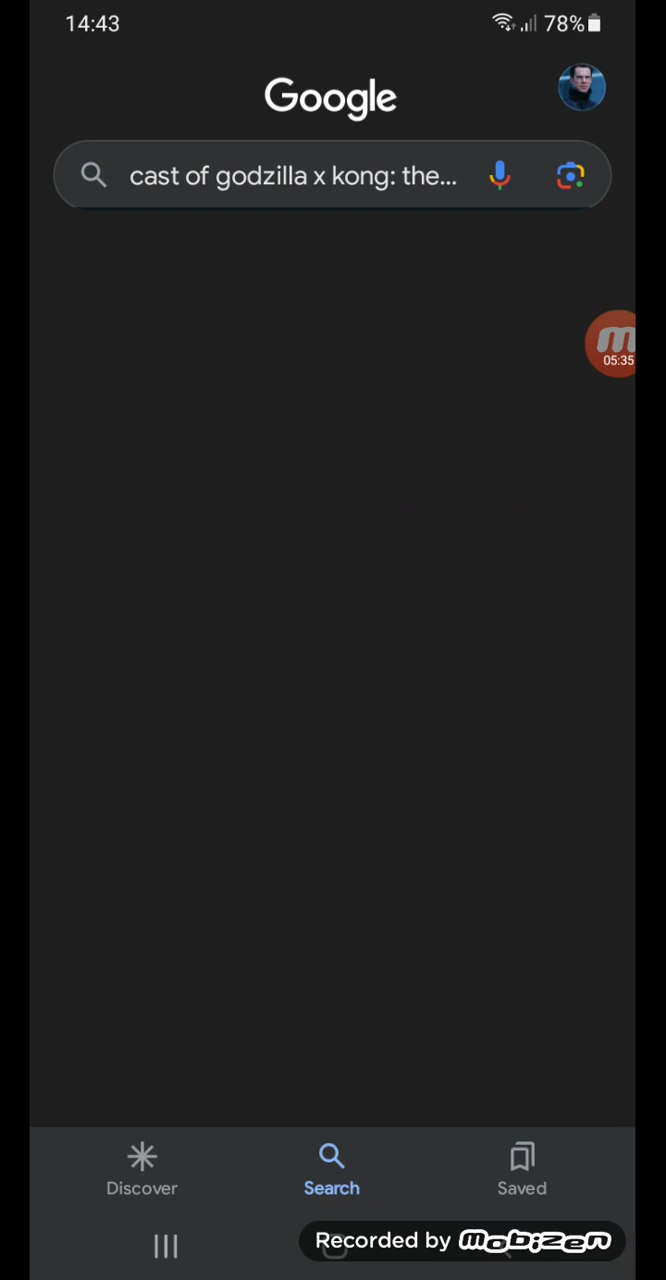 14:43
78%
Google
cast of godzilla x kong: the...
m
05:35
Discover
Search
Saved
Recorded by mobizen